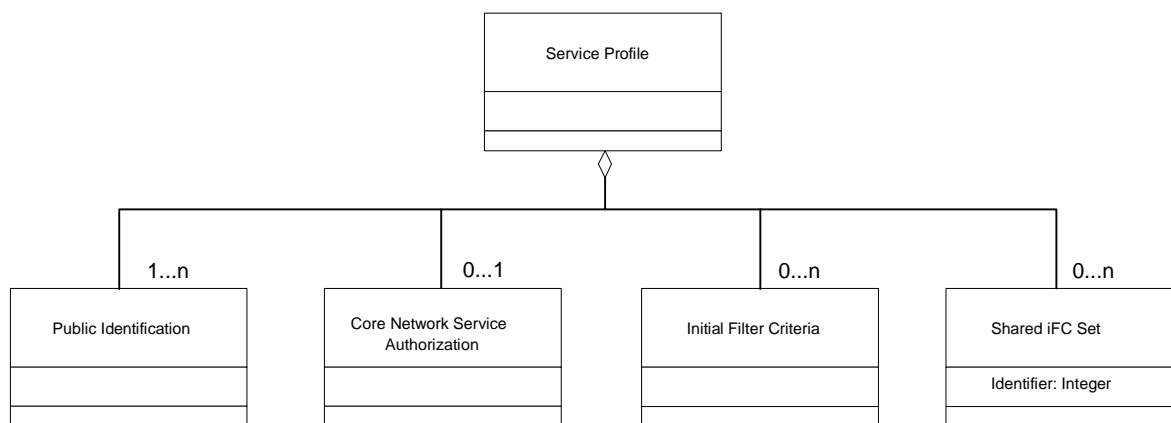 Service Profile
1...n
0...1
0...n
0...n
Public Identification
Core Network Service
Authorization
Initial Filter Criteria
Shared iFC Set
Identifier: Integer